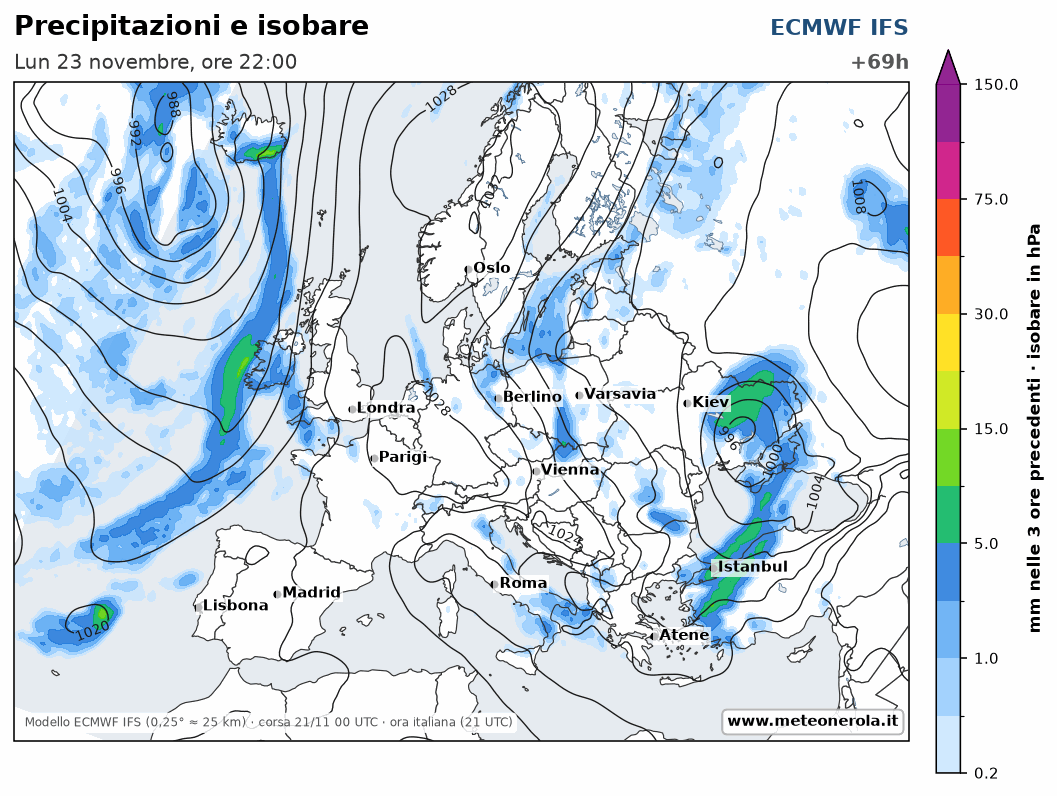 Precipitazioni e isobare
ECMWF IFS
Lun 23 novembre, ore 22:00
+69h
988
992
996
1004
1028
1008
Oslo
Londra
Parigi
Berlino
Varsavia
Kiev
996
1000
1004
Vienna
Istanbul
Roma
Madrid
Lisbona
Atene
1020
Modello ECMWF IFS (0,25° ≈ 25 km) · corsa 21/11 00 UTC · ora italiana (21 UTC)
www.meteonerola.it
150.0
75.0
30.0
15.0
5.0
1.0
0.2
mm nelle 3 ore precedenti · isobare in hPa